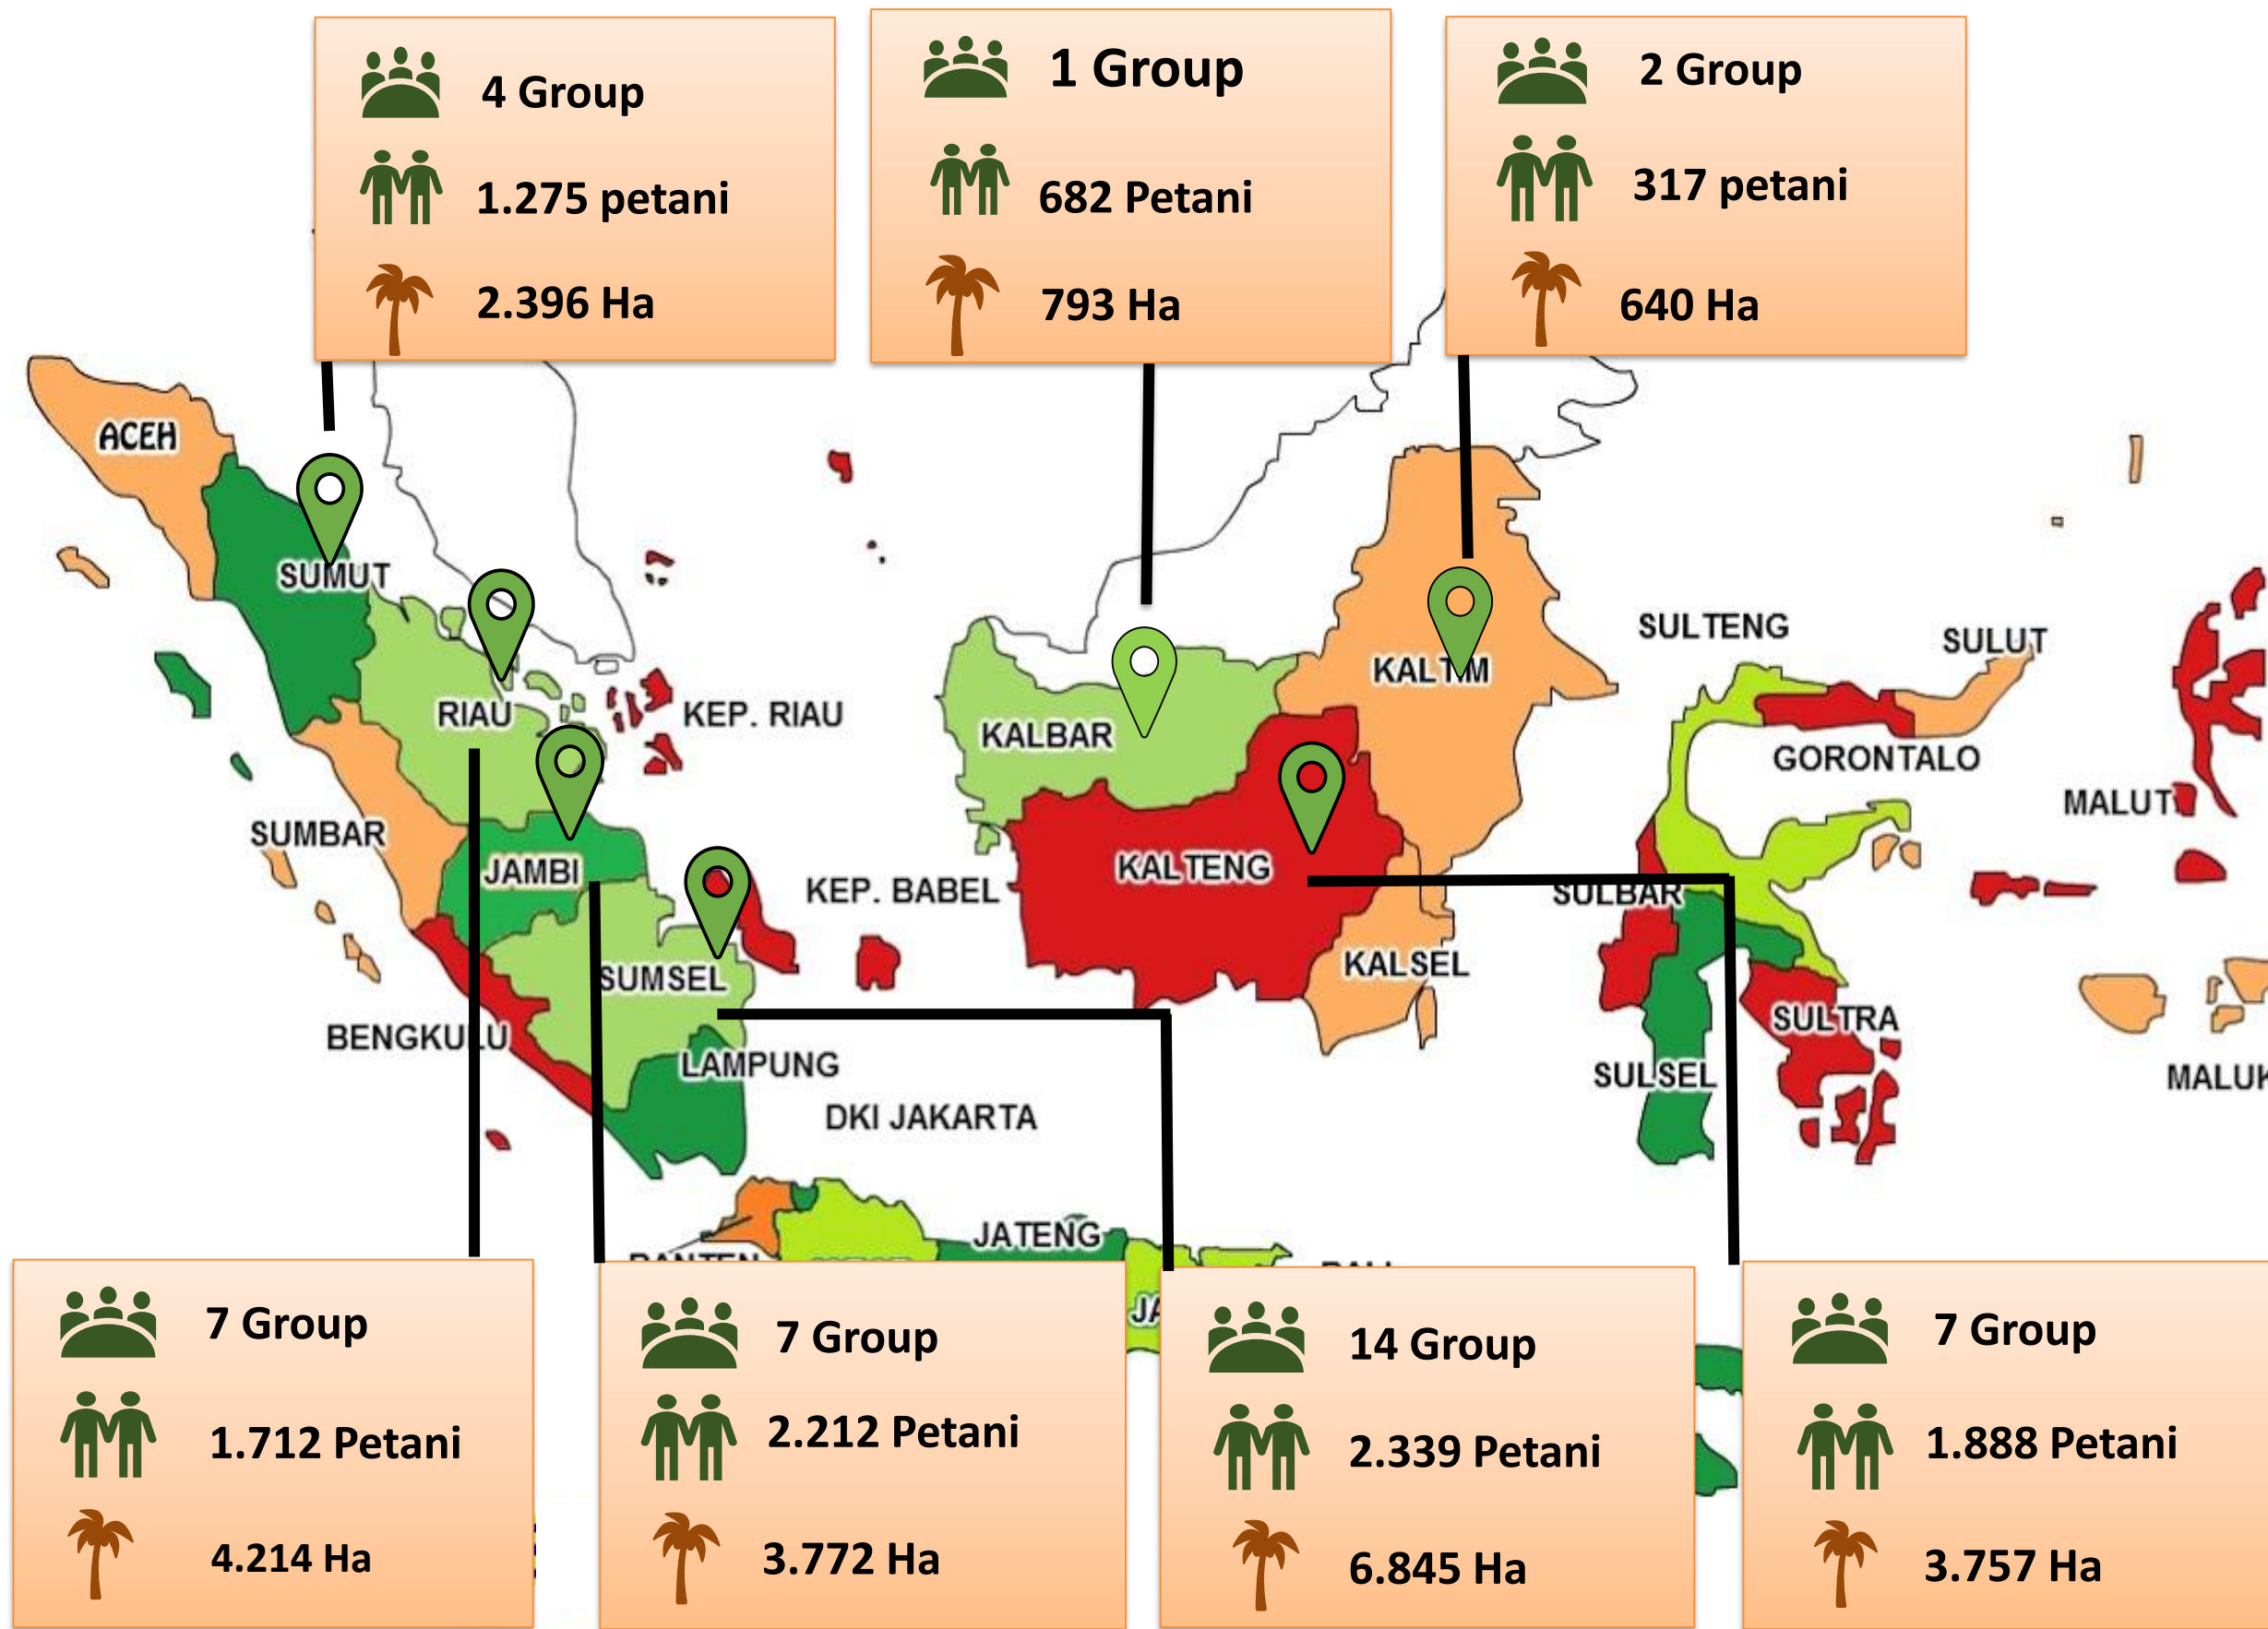 4 Group
1.275 petani
2.396 Ha
1 Group
682 Petani
793 Ha
2 Group
317 petani
640 Ha
ACEH
SUMUT
RIAU
KEP. RIAU
SUMBAR
JAMBI
KEP. BABEL
SUMSEL
BENGKULU
LAMPUNG
DKI JAKARTA
KALBAR
KALTIM
KALTENG
KALSEL
SULTENG
SULUT
GORONTALO
MALUT
SULBAR
SULTRA
SULSEL
MALUK
JATENG
BANTEN
JA
7 Group
1.712 Petani
4.214 Ha
7 Group
2.212 Petani
3.772 Ha
14 Group
2.339 Petani
6.845 Ha
7 Group
1.888 Petani
3.757 Ha